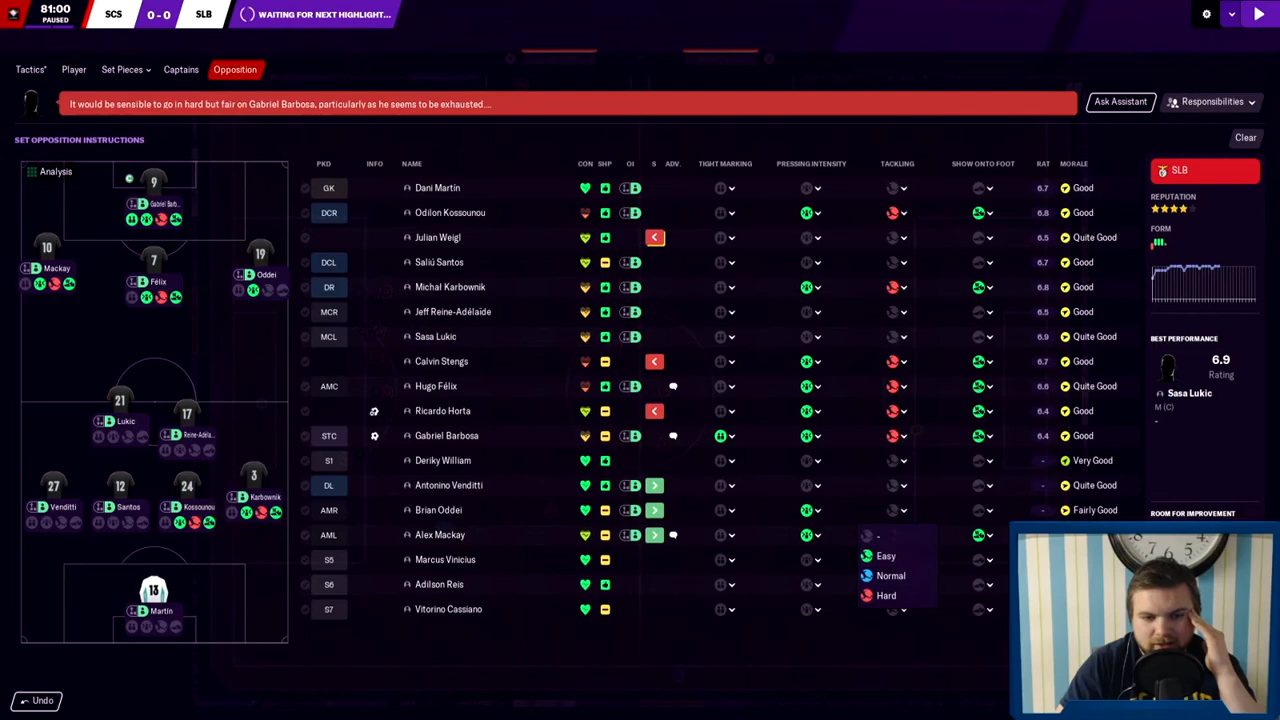 81:00
PAUSED
SCS 0 - 0 SLB
WAITING FOR NEXT HIGHLIGHT...
Tactics* Player Set Pieces Captains Opposition
It would be sensible to go in hard but fair on Gabriel Barbosa, particularly as he seems to be exhausted....
Ask Assistant Responsibilities
SET OPPOSITION INSTRUCTIONS
Clear
Analysis
9
Gabriel Barb...
10
Mackay
7
Félix
19
Oddei
21
Lukic
17
Reine-Adéla...
27
Venditti
12
Santos
24
Kossounou
3
Karbownik
13
Martín
PKD INFO NAME CON SHP OI S ADV. TIGHT MARKING PRESSING INTENSITY TACKLING SHOW ONTO FOOT RAT MORALE
GK Dani Martín 6.7 Good
DCR Odilon Kossounou 6.8 Good
Julian Weigl 6.5 Quite Good
DCL Saliú Santos 6.7 Good
DR Michal Karbownik 6.8 Good
MCR Jeff Reine-Adélaïde 6.5 Good
MCL Sasa Lukic 6.9 Quite Good
Calvin Stengs 6.7 Good
AMC Hugo Félix 6.6 Quite Good
Ricardo Horta 6.4 Good
STC Gabriel Barbosa 6.4 Good
S1 Deriky William - Very Good
DL Antonino Venditti - Quite Good
AMR Brian Oddei - Fairly Good
AML Alex Mackay
S5 Marcus Vinicius
S6 Adilson Reis
S7 Vitorino Cassiano
-
Easy
Normal
Hard
SLB
REPUTATION
FORM
BEST PERFORMANCE
6.9
Rating
Sasa Lukic
M (C)
-
ROOM FOR IMPROVEMENT
Undo